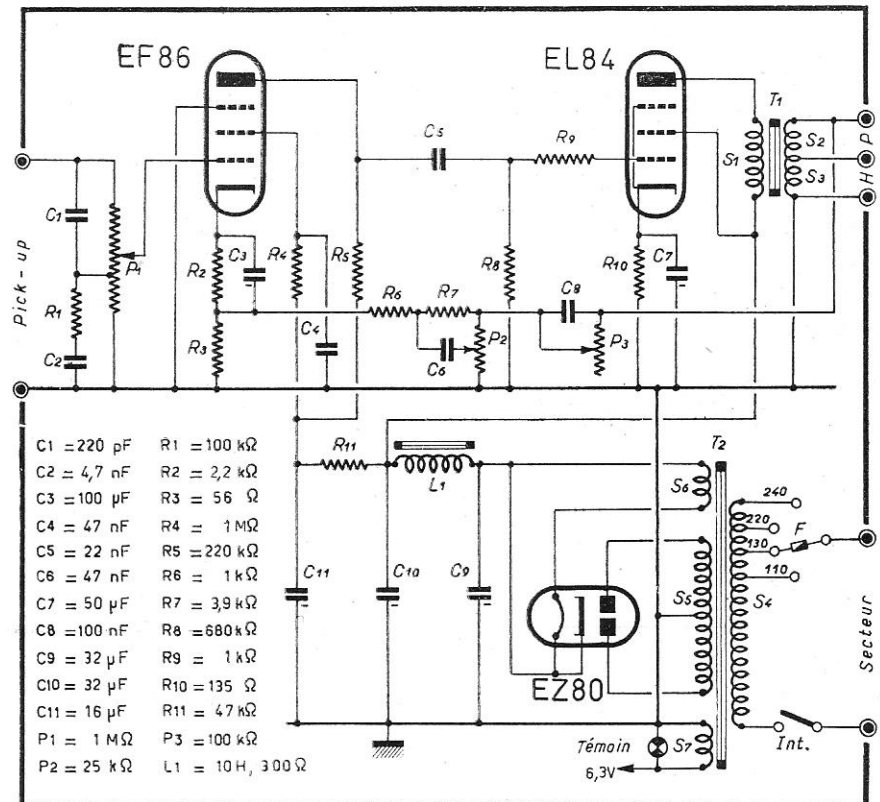 EF86
EL84
T1
P
C5
R9
S1
S2
S3
H
C1
P1
R2
C3
R4
R5
R8
R10
C7
Pick-up
R1
C2
R3
C4
R6
R7
C6
P2
C8
P3
C1 = 220 pF R1 = 100 kΩ
C2 = 4,7 nF R2 = 2,2 kΩ
C3 = 100 µF R3 = 56 Ω
C4 = 47 nF R4 = 1 MΩ
C5 = 22 nF R5 = 220 kΩ
C6 = 47 nF R6 = 1 kΩ
C7 = 50 µF R7 = 3,9 kΩ
C8 = 100 nF R8 = 680 kΩ
C9 = 32 µF R9 = 1 kΩ
C10 = 32 µF R10 = 135 Ω
C11 = 16 µF R11 = 47 kΩ
P1 = 1 MΩ P3 = 100 kΩ
P2 = 25 kΩ L1 = 10H, 300 Ω
R11
L1
C11
C10
C9
EZ80
T2
S6
S5
S4
240
220
130
110
F
Secteur
Int.
Témoin
S7
6,3V